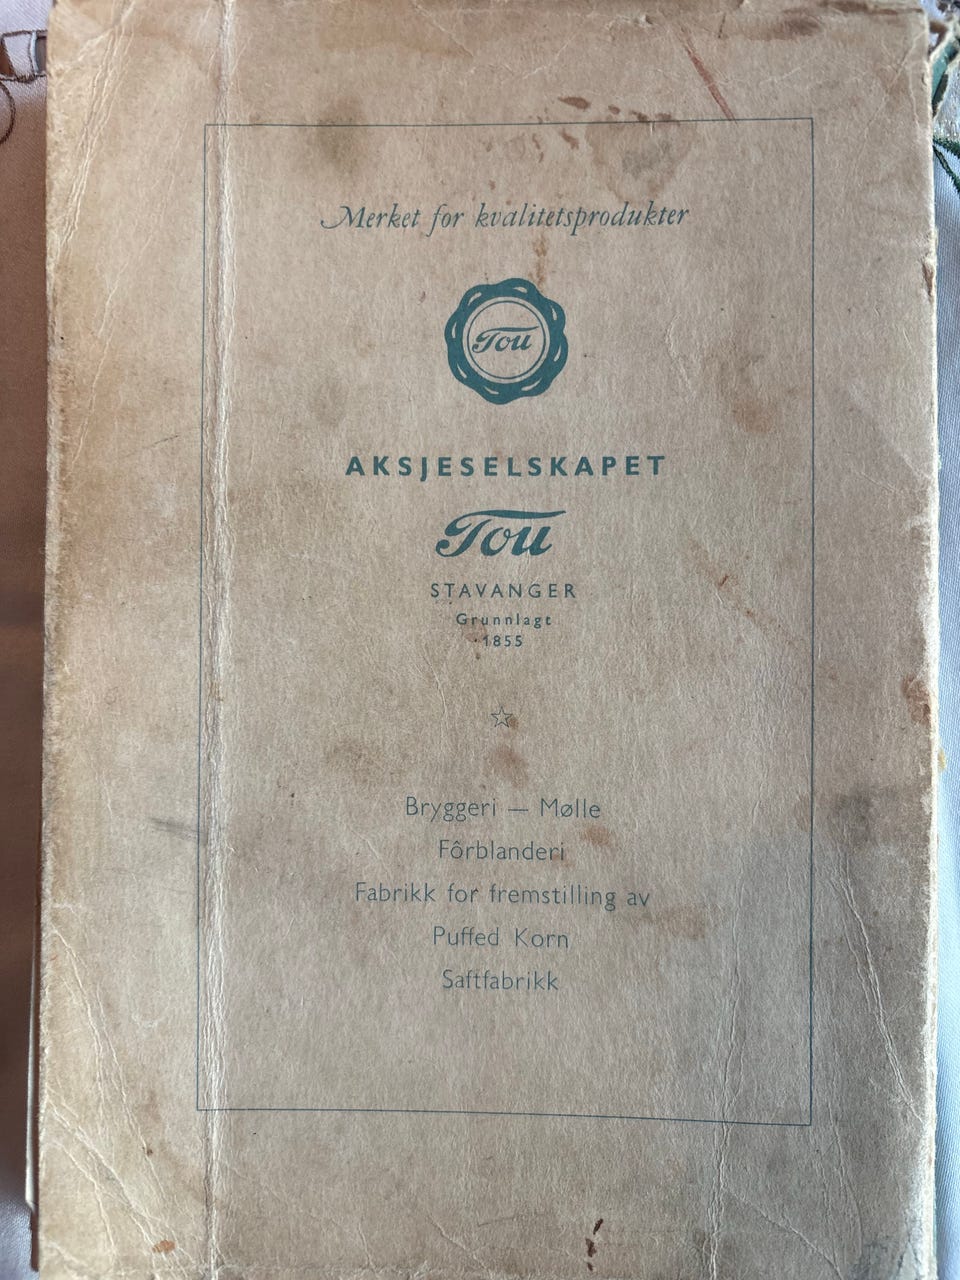 Merket for kvalitetsprodukter
Tou
AKSJESELSKAPET
Tou
STAVANGER
Grunnlagt
1855
Bryggeri — Mølle
Fôrblanderi
Fabrikk for fremstilling av
Puffed Korn
Saftfabrikk